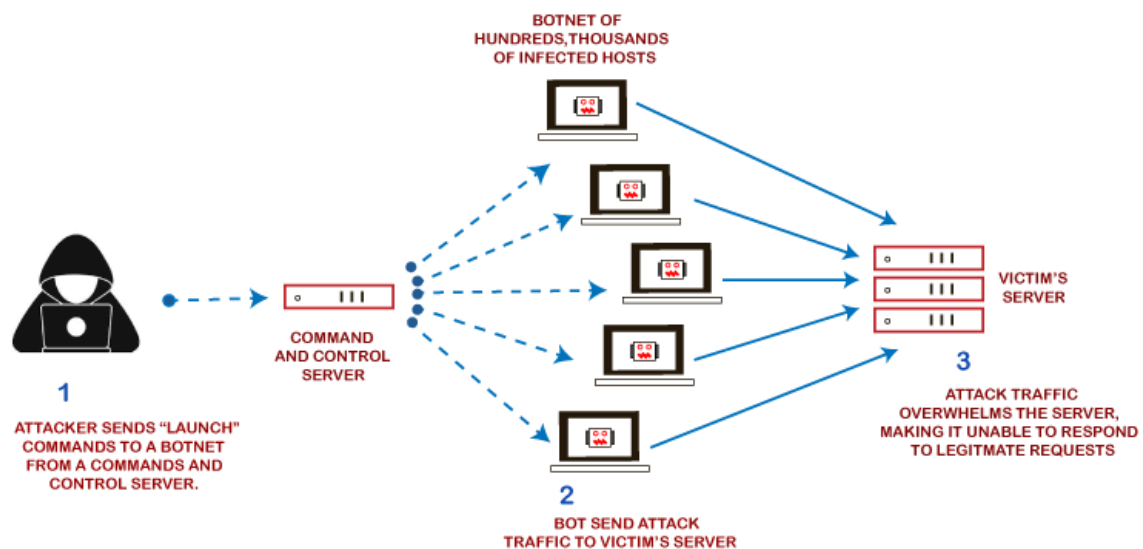 BOTNET OF
HUNDREDS,THOUSANDS
OF INFECTED HOSTS
COMMAND
AND CONTROL
SERVER
VICTIM'S
SERVER
1
ATTACKER SENDS “LAUNCH”
COMMANDS TO A BOTNET
FROM A COMMANDS AND
CONTROL SERVER.
2
BOT SEND ATTACK
TRAFFIC TO VICTIM'S SERVER
3
ATTACK TRAFFIC
OVERWHELMS THE SERVER,
MAKING IT UNABLE TO RESPOND
TO LEGITMATE REQUESTS